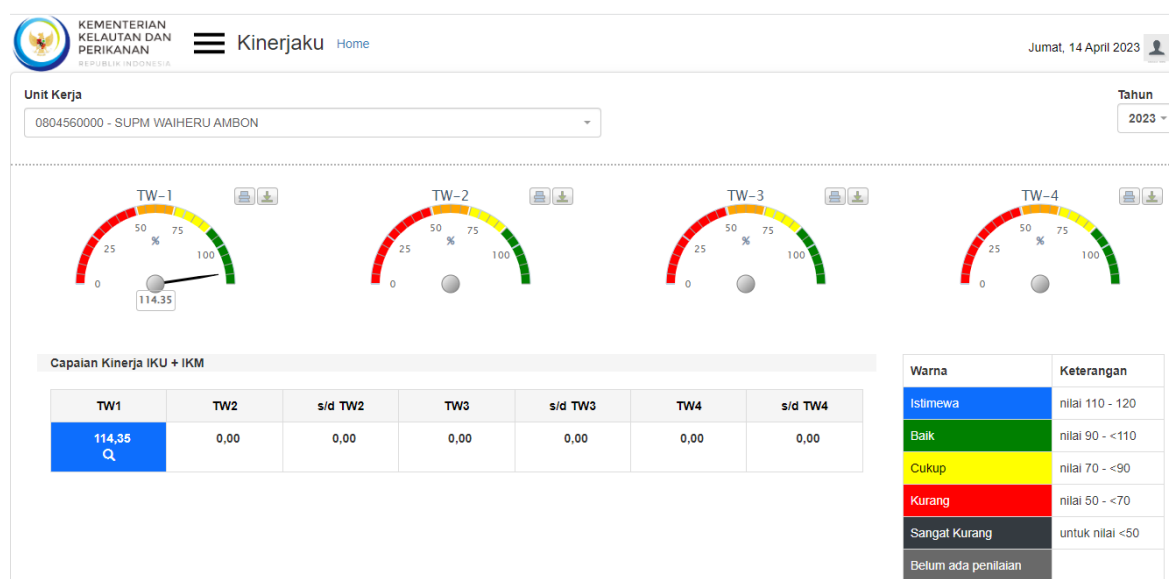 KEMENTERIAN
KELAUTAN DAN
PERIKANAN
REPUBLIK INDONESIA
Kinerjaku Home
Jumat, 14 April 2023
Unit Kerja
Tahun
0804560000 - SUPM WAIHERU AMBON
2023
TW-1
0 25 50 75 100
%
114.35
TW-2
0 25 50 75 100
%
TW-3
0 25 50 75 100
%
TW-4
0 25 50 75 100
%
Capaian Kinerja IKU + IKM
TW1 TW2 s/d TW2 TW3 s/d TW3 TW4 s/d TW4
114,35 0,00 0,00 0,00 0,00 0,00 0,00
Warna Keterangan
Istimewa nilai 110 - 120
Baik nilai 90 - <110
Cukup nilai 70 - <90
Kurang nilai 50 - <70
Sangat Kurang untuk nilai <50
Belum ada penilaian